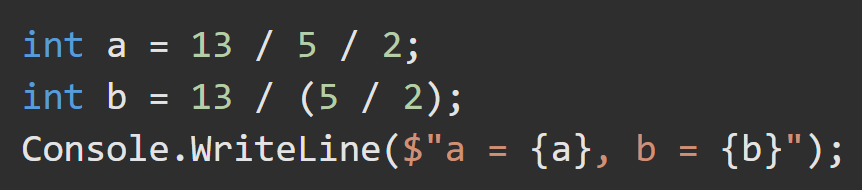 int a = 13 / 5 / 2;
int b = 13 / (5 / 2);
Console.WriteLine($"a = {a}, b = {b}");